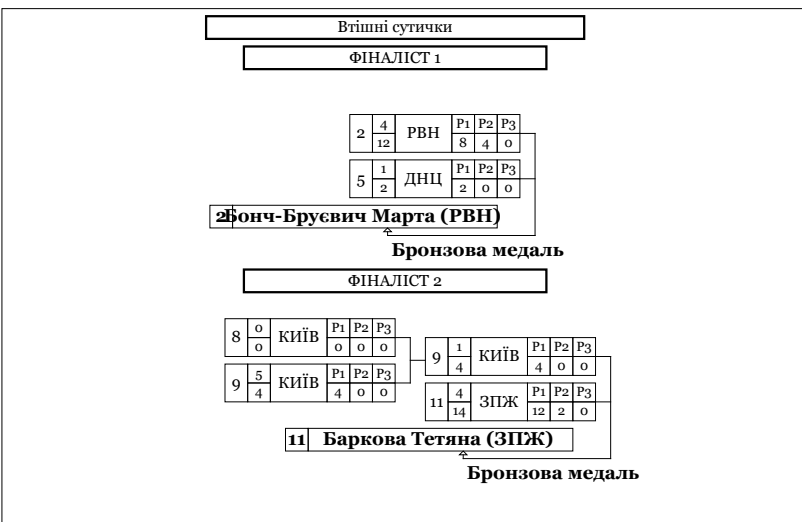 Втішні сутички
ФІНАЛІСТ 1
2 4 12 РВН Р1 Р2 Р3 8 4 0
5 1 2 ДНЦ Р1 Р2 Р3 2 0 0
2 Бонч-Бруєвич Марта (РВН)
Бронзова медаль
ФІНАЛІСТ 2
8 0 0 КИЇВ Р1 Р2 Р3 0 0 0
9 5 4 КИЇВ Р1 Р2 Р3 4 0 0
9 1 4 КИЇВ Р1 Р2 Р3 4 0 0
11 4 14 ЗПЖ Р1 Р2 Р3 12 2 0
11 Баркова Тетяна (ЗПЖ)
Бронзова медаль